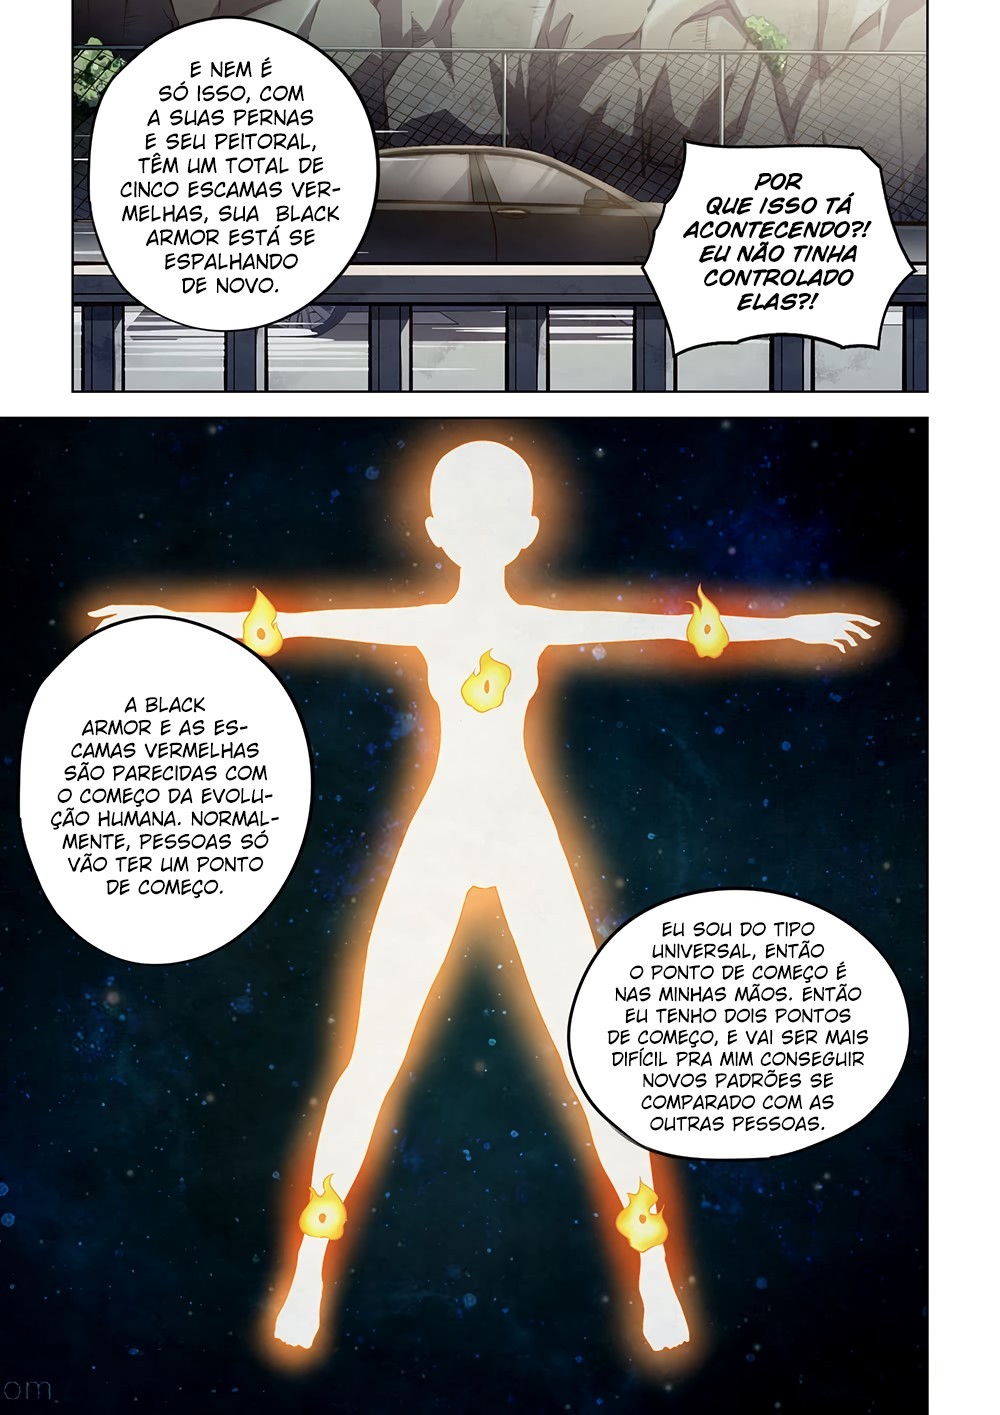 E NEM É
SÓ ISSO, COM
A SUAS PERNAS
E SEU PEITORAL,
TÊM UM TOTAL DE
CINCO ESCAMAS VER-
MELHAS, SUA BLACK
ARMOR ESTÁ SE
ESPALHANDO
DE NOVO.
POR
QUE ISSO TÁ
ACONTECENDO?!
EU NÃO TINHA
CONTROLADO
ELAS?!
A BLACK
ARMOR E AS ES-
CAMAS VERMELHAS
SÃO PARECIDAS COM
O COMEÇO DA EVOLU-
ÇÃO HUMANA. NORMAL-
MENTE, PESSOAS SÓ
VÃO TER UM PONTO
DE COMEÇO.
EU SOU DO TIPO
UNIVERSAL, ENTÃO
O PONTO DE COMEÇO É
NAS MINHAS MÃOS. ENTÃO
EU TENHO DOIS PONTOS
DE COMEÇO, E VAI SER MAIS
DIFÍCIL PRA MIM CONSEGUIR
NOVOS PADRÕES SE
COMPARADO COM AS
OUTRAS PESSOAS.
om